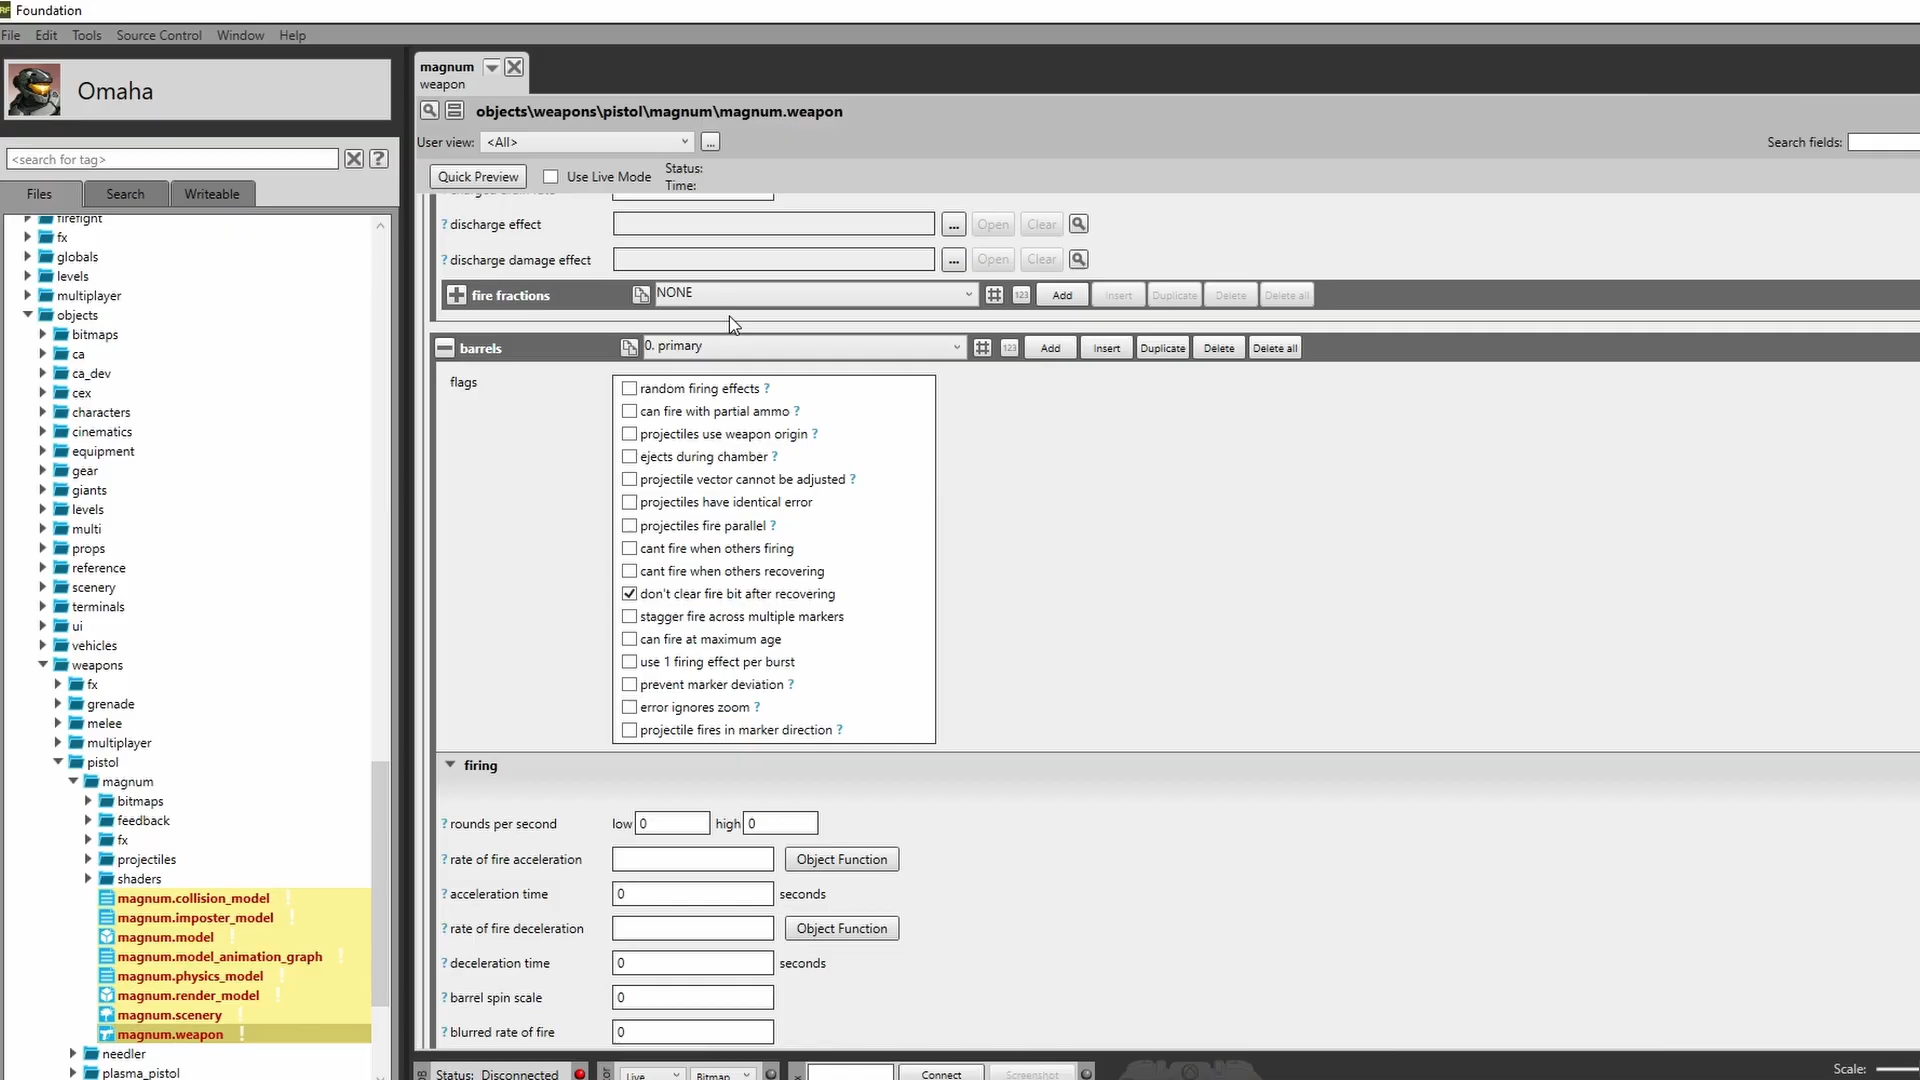 Foundation
File Edit Tools Source Control Window Help
Omaha
<search for tag>
Files Search Writeable
firefight
fx
globals
levels
multiplayer
objects
bitmaps
ca
ca_dev
cex
characters
cinematics
equipment
gear
giants
levels
multi
props
reference
scenery
terminals
ui
vehicles
weapons
fx
grenade
melee
multiplayer
pistol
magnum
bitmaps
feedback
fx
projectiles
shaders
magnum.collision_model !
magnum.imposter_model !
magnum.model !
magnum.model_animation_graph !
magnum.physics_model !
magnum.render_model !
magnum.scenery !
magnum.weapon !
needler
plasma_pistol
magnum
weapon
objects\weapons\pistol\magnum\magnum.weapon
User view: <All> ... Search fields:
Quick Preview Use Live Mode Status:
Time:
? discharge effect ... Open Clear
? discharge damage effect ... Open Clear
fire fractions NONE 123 Add Insert Duplicate Delete Delete all
barrels 0. primary 123 Add Insert Duplicate Delete Delete all
flags
random firing effects ?
can fire with partial ammo ?
projectiles use weapon origin ?
ejects during chamber ?
projectile vector cannot be adjusted ?
projectiles have identical error
projectiles fire parallel ?
cant fire when others firing
cant fire when others recovering
don't clear fire bit after recovering
stagger fire across multiple markers
can fire at maximum age
use 1 firing effect per burst
prevent marker deviation ?
error ignores zoom ?
projectile fires in marker direction ?
firing
? rounds per second low 0 high 0
? rate of fire acceleration Object Function
? acceleration time 0 seconds
? rate of fire deceleration Object Function
? deceleration time 0 seconds
? barrel spin scale 0
? blurred rate of fire 0
Status: Disconnected Live Bitmap Connect Screenshot Scale: